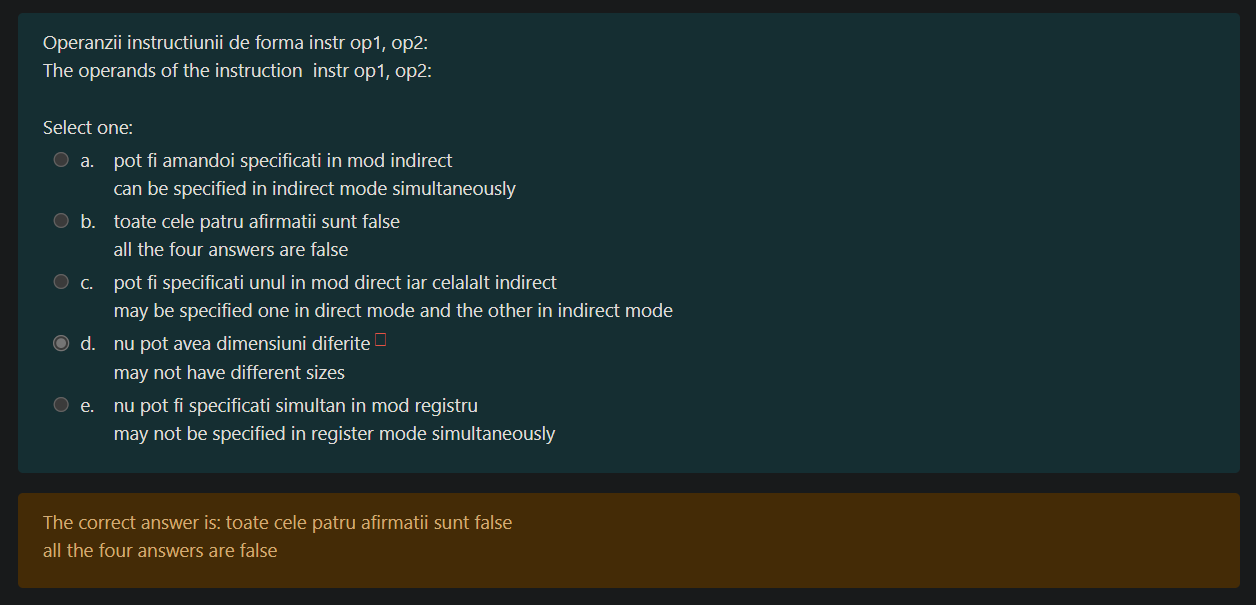 Operanzii instructiunii de forma instr op1, op2:
The operands of the instruction instr op1, op2:
Select one:
a. pot fi amandoi specificati in mod indirect
can be specified in indirect mode simultaneously
b. toate cele patru afirmatii sunt false
all the four answers are false
c. pot fi specificati unul in mod direct iar celalalt indirect
may be specified one in direct mode and the other in indirect mode
d. nu pot avea dimensiuni diferite
may not have different sizes
e. nu pot fi specificati simultan in mod registru
may not be specified in register mode simultaneously
The correct answer is: toate cele patru afirmatii sunt false
all the four answers are false